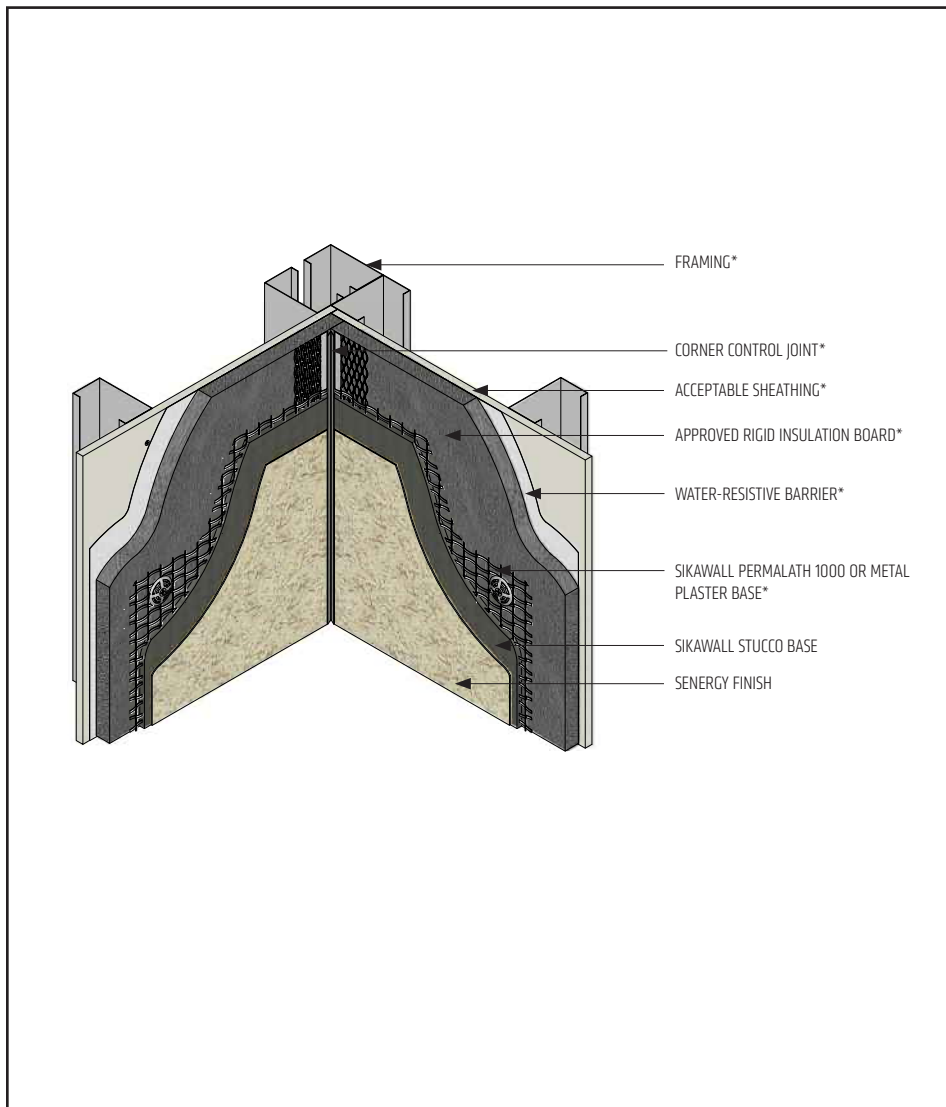 FRAMING*
CORNER CONTROL JOINT*
ACCEPTABLE SHEATHING*
APPROVED RIGID INSULATION BOARD*
WATER-RESISTIVE BARRIER*
SIKAWALL PERMALATH 1000 OR METAL
PLASTER BASE*
SIKAWALL STUCCO BASE
SENERGY FINISH